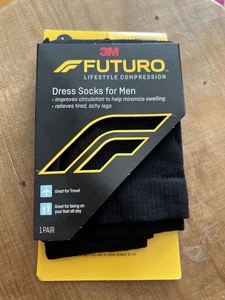 3M
FUTURO
LIFESTYLE COMPRESSION
Dress Socks for Men
• improves circulation to help minimize swelling
• relieves tired, achy legs
Great for Travel
Great for being on
your feet all day
1 PAIR